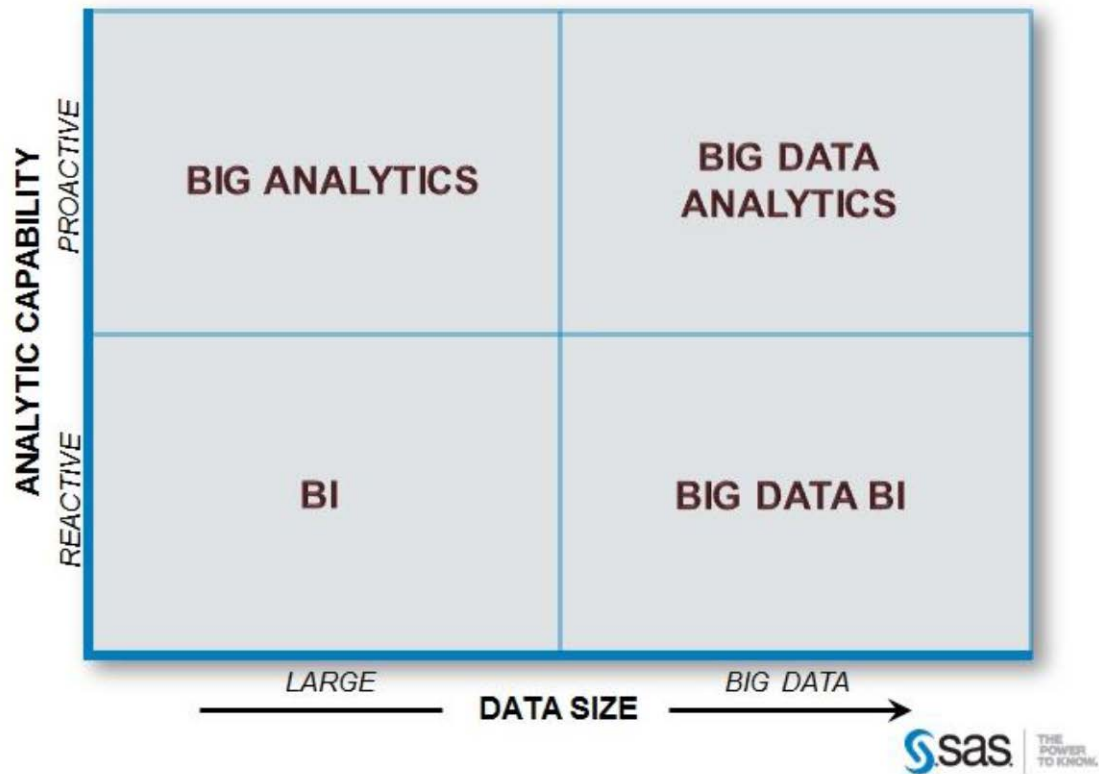 ANALYTIC CAPABILITY
PROACTIVE
REACTIVE
BIG ANALYTICS
BIG DATA
ANALYTICS
BI
BIG DATA BI
LARGE
BIG DATA
DATA SIZE
sas
THE
POWER
TO KNOW.